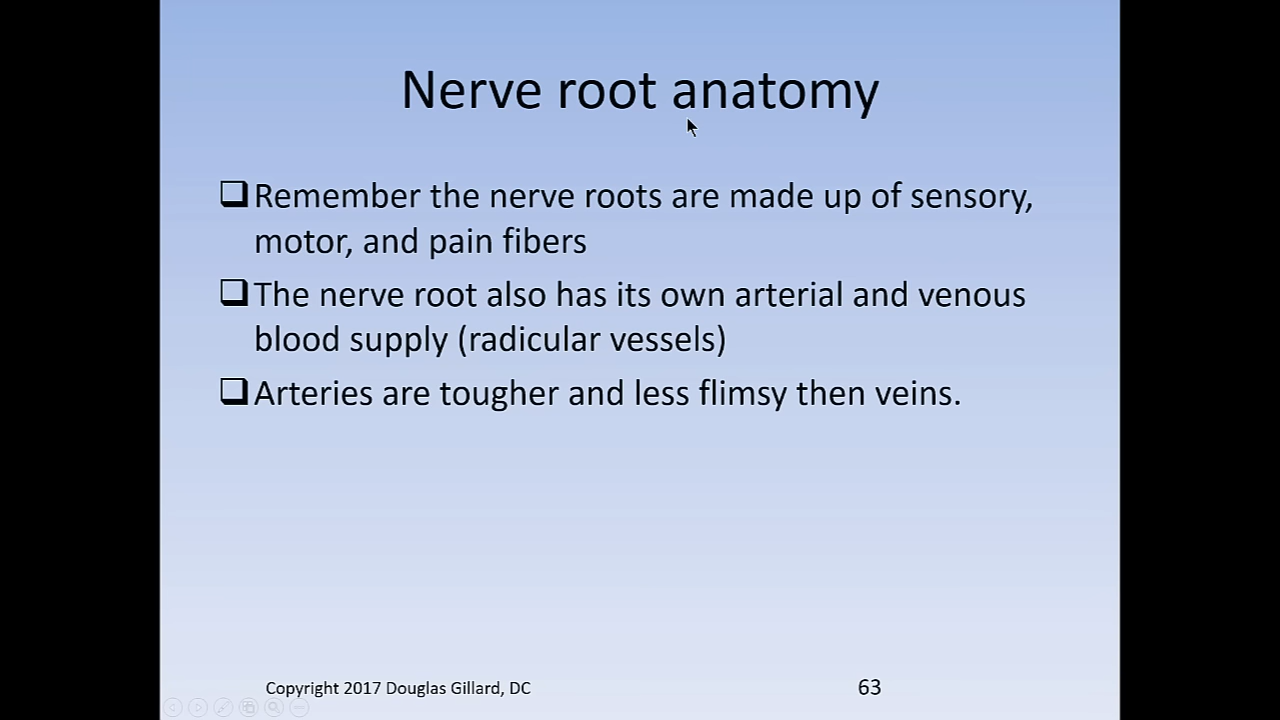 Nerve root anatomy
Remember the nerve roots are made up of sensory,
motor, and pain fibers
The nerve root also has its own arterial and venous
blood supply (radicular vessels)
Arteries are tougher and less flimsy then veins.
Copyright 2017 Douglas Gillard, DC
63